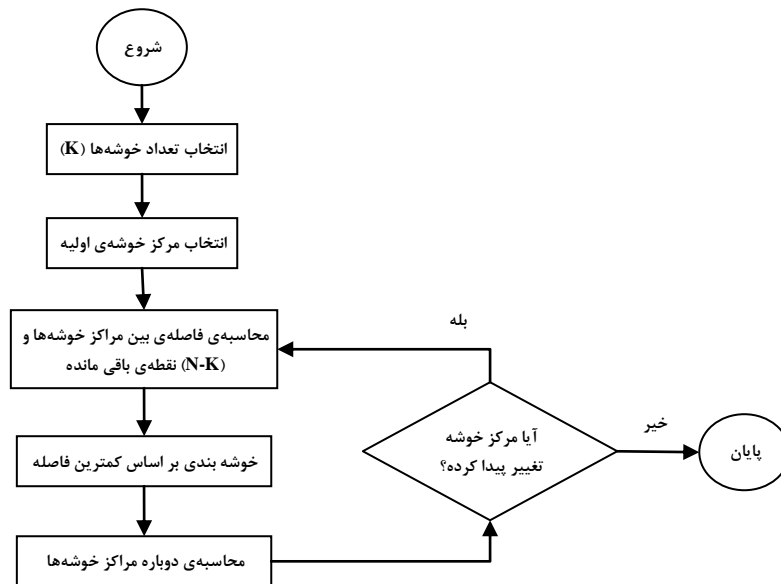 شروع
انتخاب تعداد خوشه‌ها (K)
انتخاب مرکز خوشه‌ی اولیه
محاسبه‌ی فاصله‌ی بین مراکز خوشه‌ها و
(N-K) نقطه‌ی باقی مانده
خوشه بندی بر اساس کمترین فاصله
محاسبه‌ی دوباره مراکز خوشه‌ها
آیا مرکز خوشه
تغییر پیدا کرده؟
بله
خیر
پایان